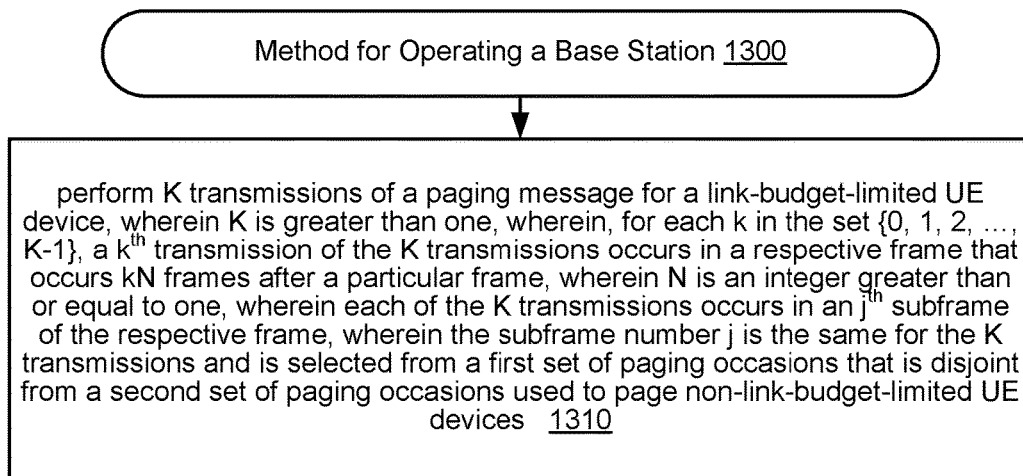 Method for Operating a Base Station 1300
perform K transmissions of a paging message for a link-budget-limited UE
device, wherein K is greater than one, wherein, for each k in the set {0, 1, 2, ...,
K-1}, a kth transmission of the K transmissions occurs in a respective frame that
occurs kN frames after a particular frame, wherein N is an integer greater than
or equal to one, wherein each of the K transmissions occurs in an jth subframe
of the respective frame, wherein the subframe number j is the same for the K
transmissions and is selected from a first set of paging occasions that is disjoint
from a second set of paging occasions used to page non-link-budget-limited UE
devices 1310